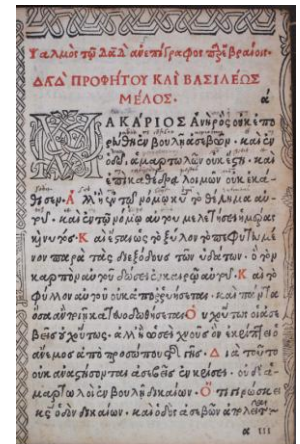 Ψαλμὸς τῷ Δαδ ἀνεπίγραφος παρ' ἑβραίοις.
ΔΑΔ ΠΡΟΦΗΤΟΥ ΚΑΙ ΒΑΣΙΛΕΩΣ
ΜΕΛΟΣ.
α
ΜΑΚΑΡΙΟΣ Ἀνὴρ ὃς οὐκ ἐπο
ρεύθη ἐν βουλῇ ἀσεβῶν. καὶ ἐν
ὁδῷ ἁμαρτωλῶν οὐκ ἔστη. καὶ
ἐπὶ καθέδρᾳ λοιμῶν οὐκ ἐκά-
θισεν. Ἀλλ' ἢ ἐν τῷ νόμῳ κυ τὸ θέλημα αὐ-
τοῦ. καὶ ἐν τῷ νόμῳ αὐτοῦ μελετήσει ἡμέρας
καὶ νυκτός. Καὶ ἔσται ὡς τὸ ξύλον τὸ πεφυτευμέ
νον παρὰ τὰς διεξόδους τῶν ὑδάτων. ὃ τὸν
καρπὸν αὐτοῦ δώσει ἐν καιρῷ αὐτοῦ. Καὶ τὸ
φύλλον αὐτοῦ οὐκ ἀπορρυήσεται. καὶ πάντα
ὅσα ἂν ποιῇ κατευοδωθήσεται. Οὐχ οὕτως οἱ ἀσε
βεῖς οὐχ οὕτως. ἀλλ' ἢ ὡσεὶ χνοῦς ὃν ἐκρίπτει ὁ
ἄνεμος ἀπὸ προσώπου τῆς γῆς. Διὰ τοῦτο
οὐκ ἀναστήσονται ἀσεβεῖς ἐν κρίσει. οὐδὲ ἁ-
μαρτωλοὶ ἐν βουλῇ δικαίων. Ὅτι γινώσκει
κς ὁδὸν δικαίων. καὶ ὁδὸς ἀσεβῶν ἀπολεῖται
α III